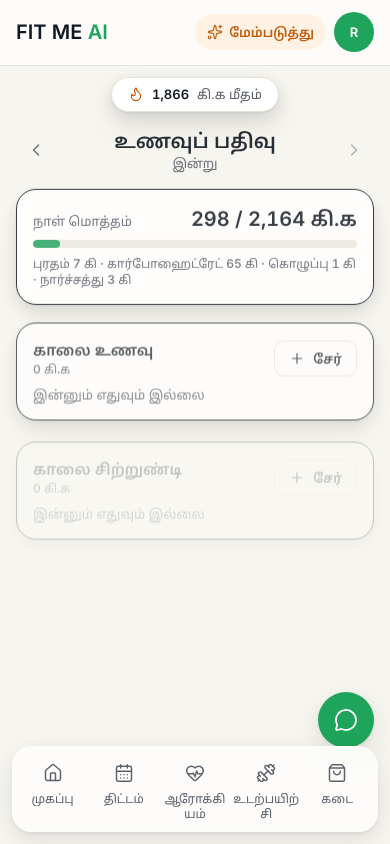 FIT ME AI
மேம்படுத்து
R
1,866 கி.க மீதம்
உணவுப் பதிவு
இன்று
நாள் மொத்தம்
298 / 2,164 கி.க
புரதம் 7 கி · கார்போஹைட்ரேட் 65 கி · கொழுப்பு 1 கி
· நார்ச்சத்து 3 கி
காலை உணவு
சேர்
0 கி.க
இன்னும் எதுவும் இல்லை
காலை சிற்றுண்டி
சேர்
0 கி.க
இன்னும் எதுவும் இல்லை
முகப்பு
திட்டம்
ஆரோக்கி
யம்
உடற்பயிற்
சி
கடை